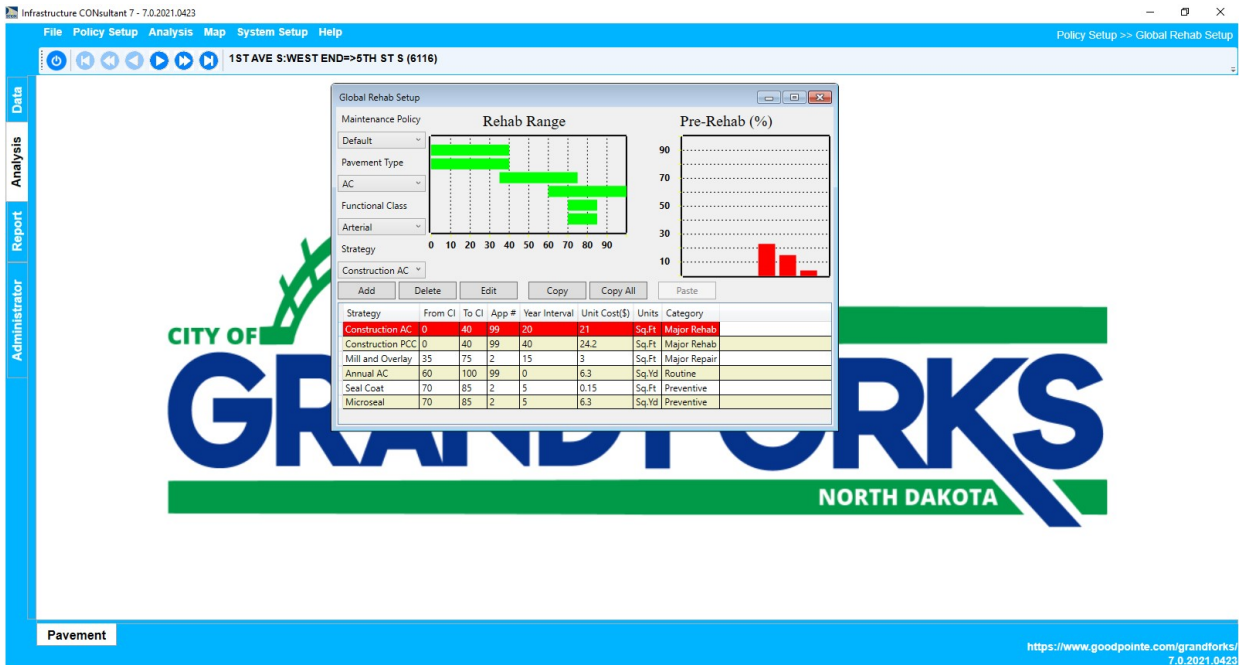 Infrastructure CONsultant 7 - 7.0.2021.0423
File Policy Setup Analysis Map System Setup Help
Policy Setup >> Global Rehab Setup
1ST AVE S:WEST END=>5TH ST S (6116)
Data
Analysis
Report
Administrator
Global Rehab Setup
Maintenance Policy
Default
Pavement Type
AC
Functional Class
Arterial
Strategy
Construction AC
Rehab Range
0 10 20 30 40 50 60 70 80 90
Pre-Rehab (%)
90
70
50
30
10
Add Delete Edit Copy Copy All Paste
Strategy From CI To CI App # Year Interval Unit Cost($) Units Category
Construction AC 0 40 99 20 21 Sq.Ft Major Rehab
Construction PCC 0 40 99 40 24.2 Sq.Ft Major Rehab
Mill and Overlay 35 75 2 15 3 Sq.Ft Major Repair
Annual AC 60 100 99 0 6.3 Sq.Yd Routine
Seal Coat 70 85 2 5 0.15 Sq.Ft Preventive
Microseal 70 85 2 5 6.3 Sq.Yd Preventive
CITY OF
GRAND FORKS
NORTH DAKOTA
Pavement
https://www.goodpointe.com/grandforks/
7.0.2021.0423